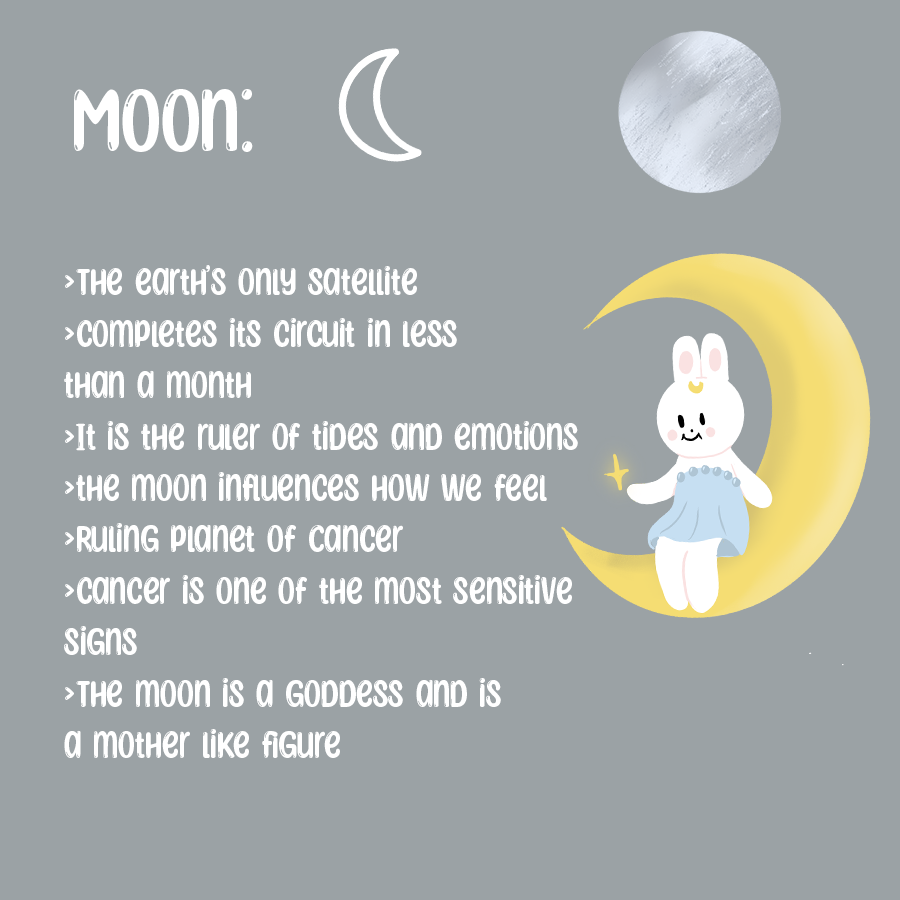 Moon:
>The earth's only satellite
>completes its circuit in less
than a month
>It is the ruler of tides and emotions
>the moon influences how we feel
>Ruling planet of cancer
>cancer is one of the most sensitive
signs
>The moon is a goddess and is
a mother like figure